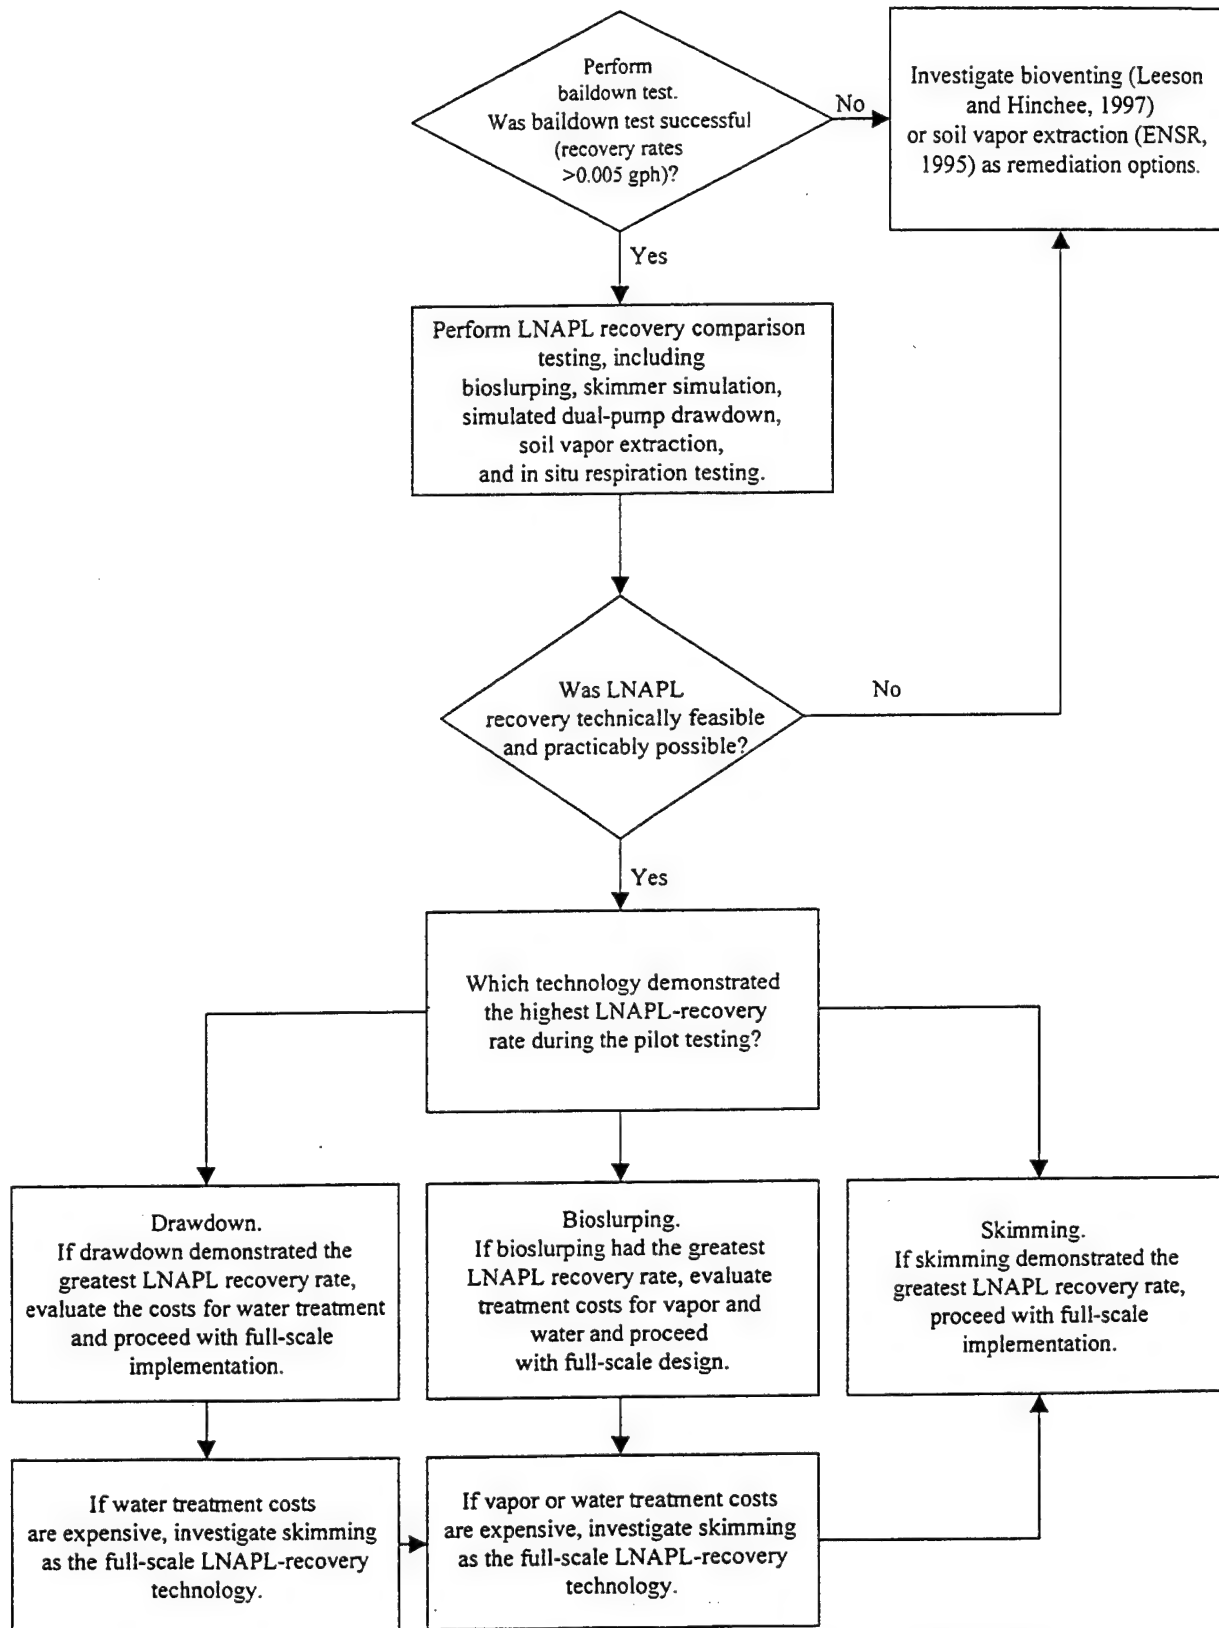 Perform
baildown test.
Was baildown test successful
(recovery rates
>0.005 gph)?
No
Investigate bioventing (Leeson
and Hinchee, 1997)
or soil vapor extraction (ENSR,
1995) as remediation options.
Yes
Perform LNAPL recovery comparison
testing, including
bioslurping, skimmer simulation,
simulated dual-pump drawdown,
soil vapor extraction,
and in situ respiration testing.
Was LNAPL
recovery technically feasible
and practicably possible?
No
Yes
Which technology demonstrated
the highest LNAPL-recovery
rate during the pilot testing?
Drawdown.
If drawdown demonstrated the
greatest LNAPL recovery rate,
evaluate the costs for water treatment
and proceed with full-scale
implementation.
Bioslurping.
If bioslurping had the greatest
LNAPL recovery rate, evaluate
treatment costs for vapor and
water and proceed
with full-scale design.
Skimming.
If skimming demonstrated the
greatest LNAPL recovery rate,
proceed with full-scale
implementation.
If water treatment costs
are expensive, investigate skimming
as the full-scale LNAPL-recovery
technology.
If vapor or water treatment costs
are expensive, investigate skimming
as the full-scale LNAPL-recovery
technology.